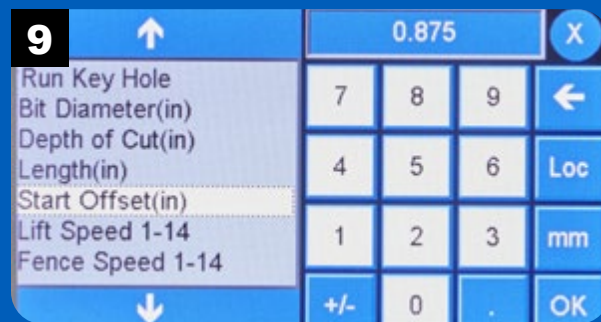 9
0.875
X
Run Key Hole
Bit Diameter(in)
Depth of Cut(in)
Length(in)
Start Offset(in)
Lift Speed 1-14
Fence Speed 1-14
7 8 9
4 5 6 Loc
1 2 3 mm
+/- 0 . OK